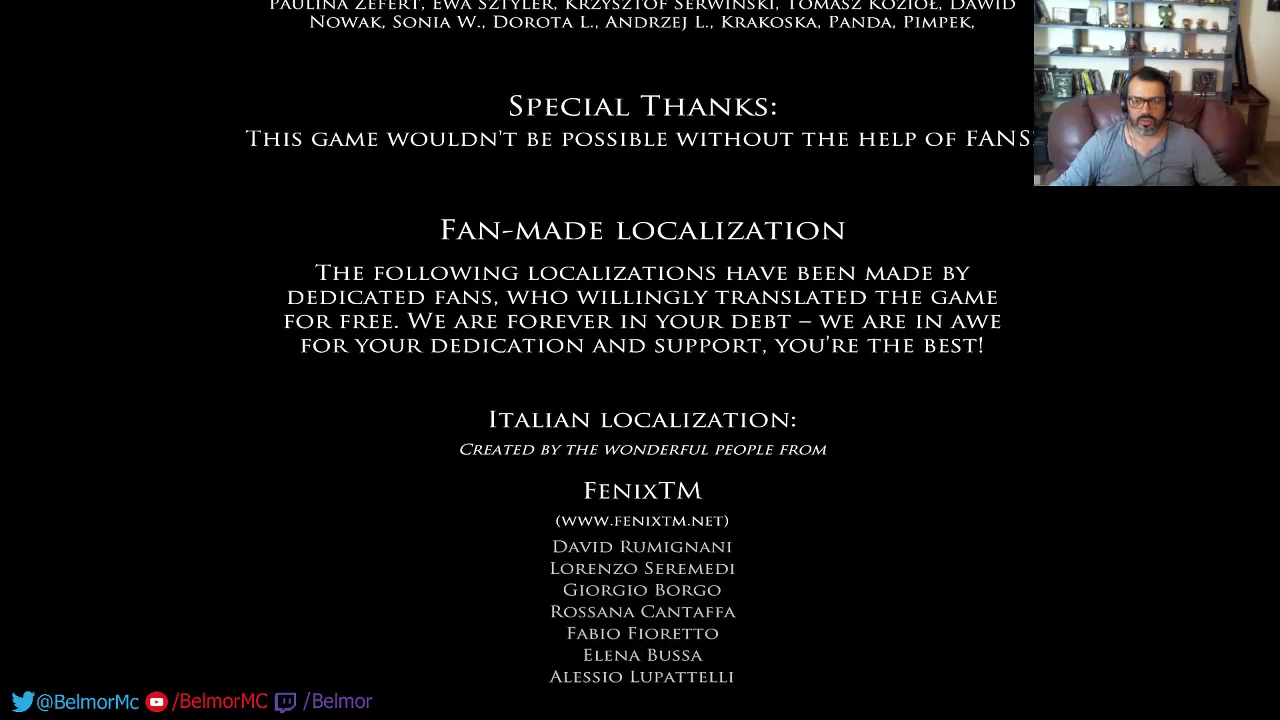 Paulina Zefert, Ewa Sztyler, Krzysztof Serwiński, Tomasz Kozioł, Dawid
Nowak, Sonia W., Dorota L., Andrzej L., Krakoska, Panda, Pimpek,
Special Thanks:
This game wouldn't be possible without the help of FANS
Fan-made localization
The following localizations have been made by
dedicated fans, who willingly translated the game
for free. We are forever in your debt – we are in awe
for your dedication and support, you're the best!
Italian localization:
Created by the wonderful people from
FenixTM
(www.fenixtm.net)
David Rumignani
Lorenzo Seremedi
Giorgio Borgo
Rossana Cantaffa
Fabio Fioretto
Elena Bussa
Alessio Lupattelli
@BelmorMc /BelmorMC /Belmor